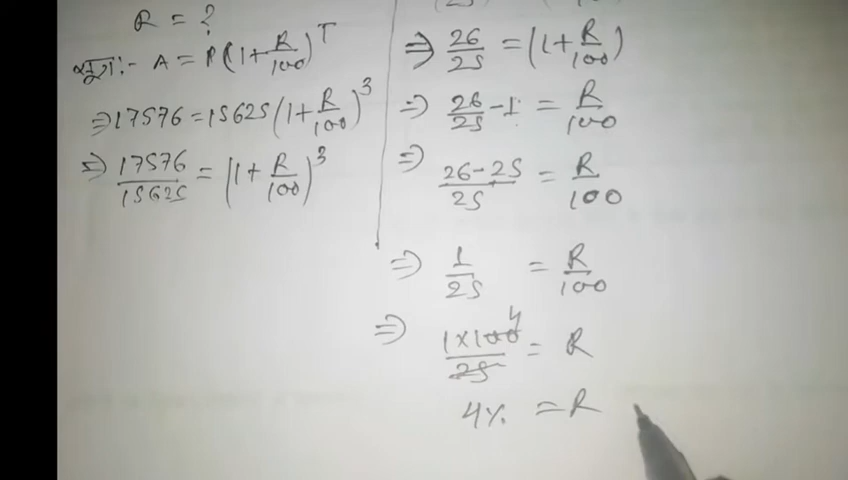 R = ?
सूत्र:- A = P(1+R/100)^T
⇒ 17576 = 15625(1+R/100)^3
⇒ 17576/15625 = (1+R/100)^3
⇒ 26/25 = (1+R/100)
⇒ 26/25 - 1 = R/100
⇒ 26-25/25 = R/100
⇒ 1/25 = R/100
⇒ 1×100/25 = R 4
4% = R